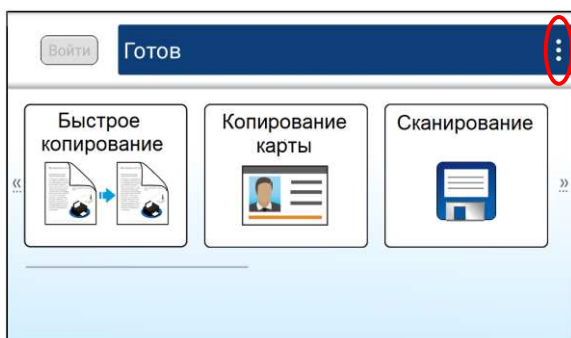 Войти
Готов
Быстрое
копирование
Копирование
карты
Сканирование
«
»